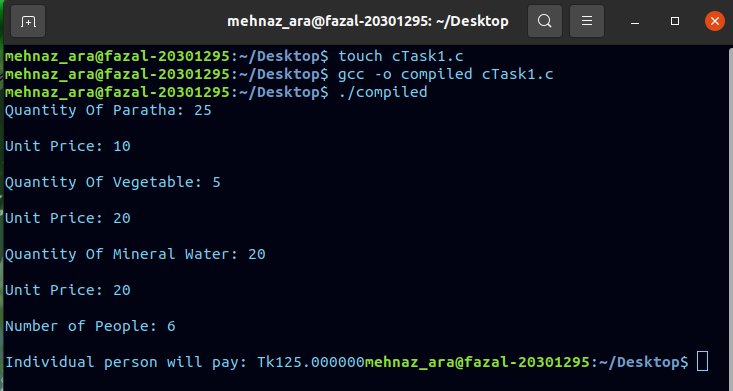 mehnaz_ara@fazal-20301295: ~/Desktop
mehnaz_ara@fazal-20301295:~/Desktop$ touch cTask1.c
mehnaz_ara@fazal-20301295:~/Desktop$ gcc -o compiled cTask1.c
mehnaz_ara@fazal-20301295:~/Desktop$ ./compiled
Quantity Of Paratha: 25
Unit Price: 10
Quantity Of Vegetable: 5
Unit Price: 20
Quantity Of Mineral Water: 20
Unit Price: 20
Number of People: 6
Individual person will pay: Tk125.000000mehnaz_ara@fazal-20301295:~/Desktop$